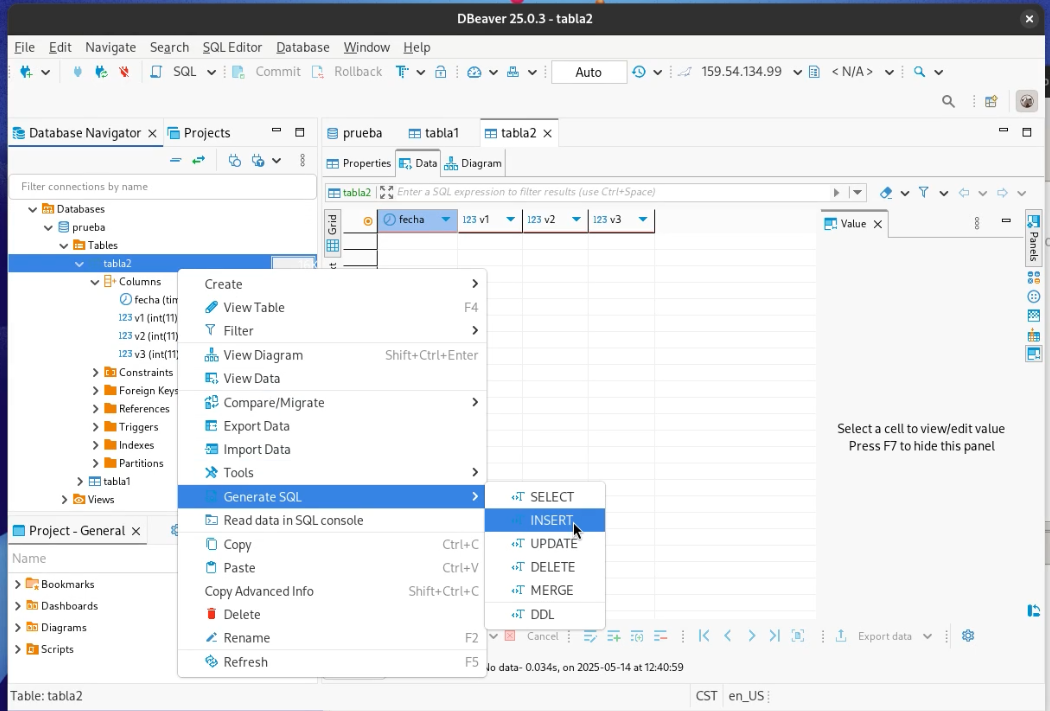 DBeaver 25.0.3 - tabla2
File Edit Navigate Search SQL Editor Database Window Help
SQL Commit Rollback Auto 159.54.134.99 < N/A >
Database Navigator Projects
Filter connections by name
Databases
prueba
Tables
tabla2
Columns
fecha (tim
v1 (int(11)
v2 (int(11)
v3 (int(11)
Constraints
Foreign Keys
References
Triggers
Indexes
Partitions
tabla1
Views
Project - General
Name
Bookmarks
Dashboards
Diagrams
Scripts
prueba tabla1 tabla2
Properties Data Diagram
tabla2 Enter a SQL expression to filter results (use Ctrl+Space)
Grid
fecha 123 v1 123 v2 123 v3
Value
Panels
Select a cell to view/edit value
Press F7 to hide this panel
Create
View Table F4
Filter
View Diagram Shift+Ctrl+Enter
View Data
Compare/Migrate
Export Data
Import Data
Tools
Generate SQL
Read data in SQL console
Copy Ctrl+C
Paste Ctrl+V
Copy Advanced Info Shift+Ctrl+C
Delete
Rename F2
Refresh F5
SELECT
INSERT
UPDATE
DELETE
MERGE
DDL
Cancel Export data
No data- 0.034s, on 2025-05-14 at 12:40:59
Table: tabla2 CST en_US